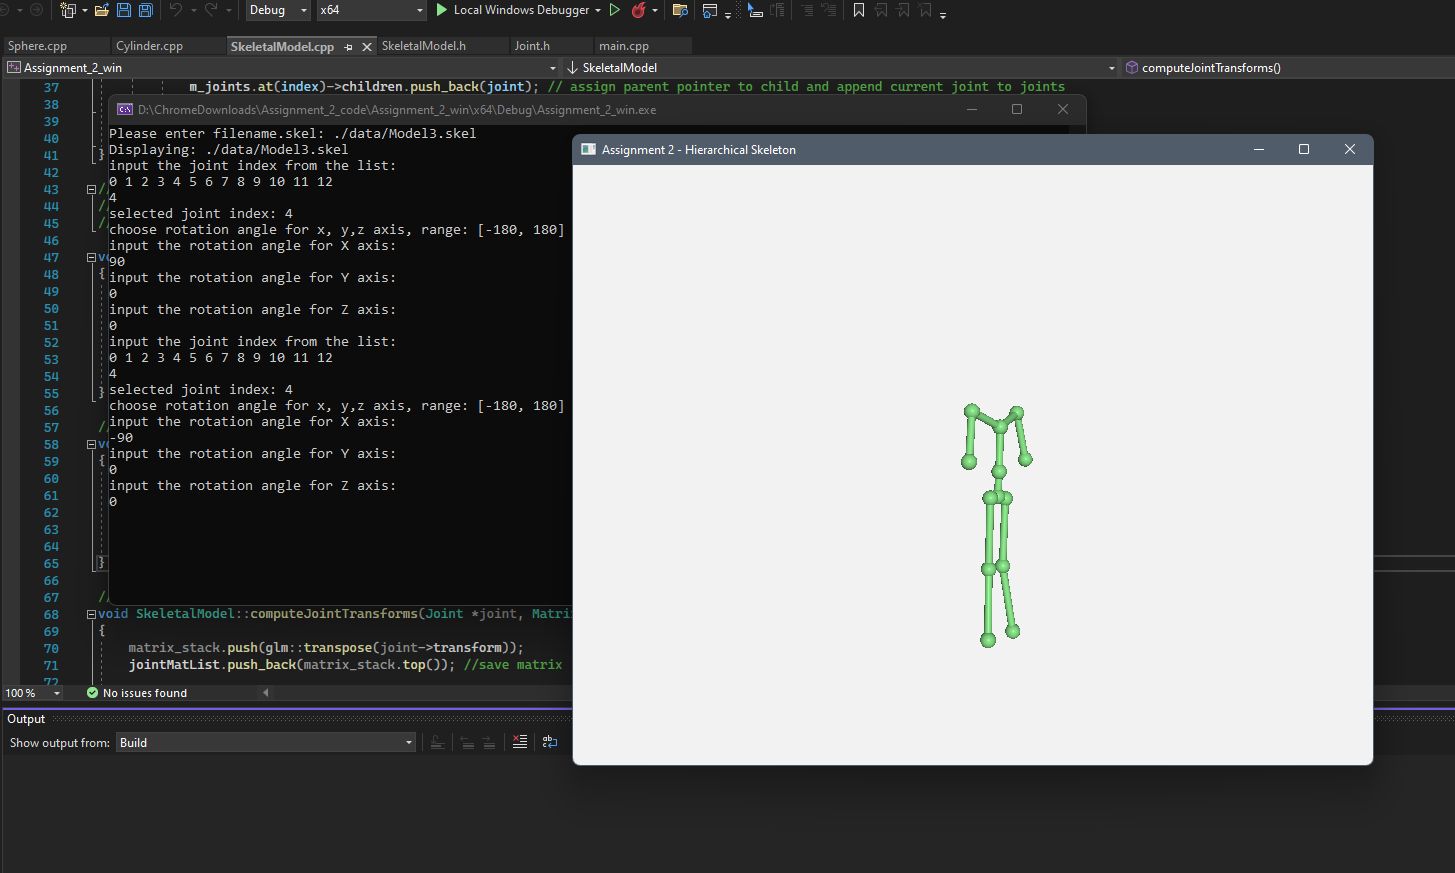 Debug
x64
Local Windows Debugger
Sphere.cpp
Cylinder.cpp
SkeletalModel.cpp
SkeletalModel.h
Joint.h
main.cpp
Assignment_2_win
SkeletalModel
computeJointTransforms()
37 m_joints.at(index)->children.push_back(joint); // assign parent pointer to child and append current joint to joints
38
39
40
41 }
42
43 /
44 /
45 /
46
47 vo
48 {
49
50
51
52
53
54
55 }
56
57 /
58 vo
59 {
60
61
62
63
64
65 }
66
67 //
68 void SkeletalModel::computeJointTransforms(Joint *joint, Matri
69 {
70 matrix_stack.push(glm::transpose(joint->transform));
71 jointMatList.push_back(matrix_stack.top()); //save matrix
72
D:\ChromeDownloads\Assignment_2_code\Assignment_2_win\x64\Debug\Assignment_2_win.exe
Please enter filename.skel: ./data/Model3.skel
Displaying: ./data/Model3.skel
input the joint index from the list:
0 1 2 3 4 5 6 7 8 9 10 11 12
4
selected joint index: 4
choose rotation angle for x, y,z axis, range: [-180, 180]
input the rotation angle for X axis:
90
input the rotation angle for Y axis:
0
input the rotation angle for Z axis:
0
input the joint index from the list:
0 1 2 3 4 5 6 7 8 9 10 11 12
4
selected joint index: 4
choose rotation angle for x, y,z axis, range: [-180, 180]
input the rotation angle for X axis:
-90
input the rotation angle for Y axis:
0
input the rotation angle for Z axis:
0
Assignment 2 - Hierarchical Skeleton
100 %
No issues found
Output
Show output from:
Build